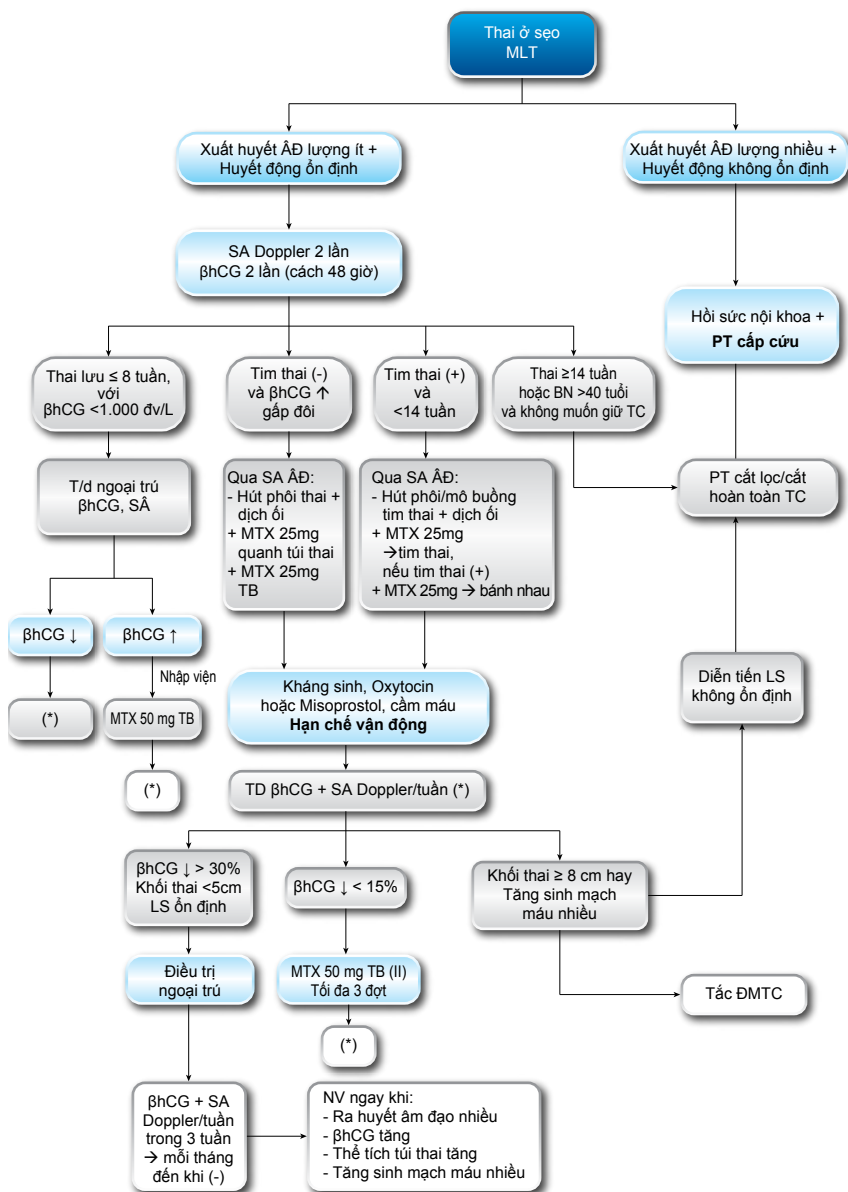 Thai ở sẹo
MLT
Xuất huyết ÂĐ lượng ít +
Huyết động ổn định
Xuất huyết ÂĐ lượng nhiều +
Huyết động không ổn định
SA Doppler 2 lần
βhCG 2 lần (cách 48 giờ)
Hồi sức nội khoa +
PT cấp cứu
Thai lưu ≤ 8 tuần,
với
βhCG <1.000 đv/L
Tim thai (-)
và βhCG ↑
gấp đôi
Tim thai (+)
và
<14 tuần
Thai ≥14 tuần
hoặc BN >40 tuổi
và không muốn giữ TC
T/d ngoại trú
βhCG, SÂ
Qua SA ÂĐ:
- Hút phôi thai +
dịch ối
+ MTX 25mg
quanh túi thai
+ MTX 25mg
TB
Qua SA ÂĐ:
- Hút phôi/mô buồng
tim thai + dịch ối
+ MTX 25mg
→tim thai,
nếu tim thai (+)
+ MTX 25mg → bánh nhau
PT cắt lọc/cắt
hoàn toàn TC
βhCG ↓
βhCG ↑
Nhập viện
(*)
MTX 50 mg TB
(*)
Kháng sinh, Oxytocin
hoặc Misoprostol, cầm máu
Hạn chế vận động
Diễn tiến LS
không ổn định
TD βhCG + SA Doppler/tuần (*)
βhCG ↓ > 30%
Khối thai <5cm
LS ổn định
βhCG ↓ < 15%
Khối thai ≥ 8 cm hay
Tăng sinh mạch
máu nhiều
Điều trị
ngoại trú
MTX 50 mg TB (II)
Tối đa 3 đợt
Tắc ĐMTC
(*)
βhCG + SA
Doppler/tuần
trong 3 tuần
→ mỗi tháng
đến khi (-)
NV ngay khi:
- Ra huyết âm đạo nhiều
- βhCG tăng
- Thể tích túi thai tăng
- Tăng sinh mạch máu nhiều